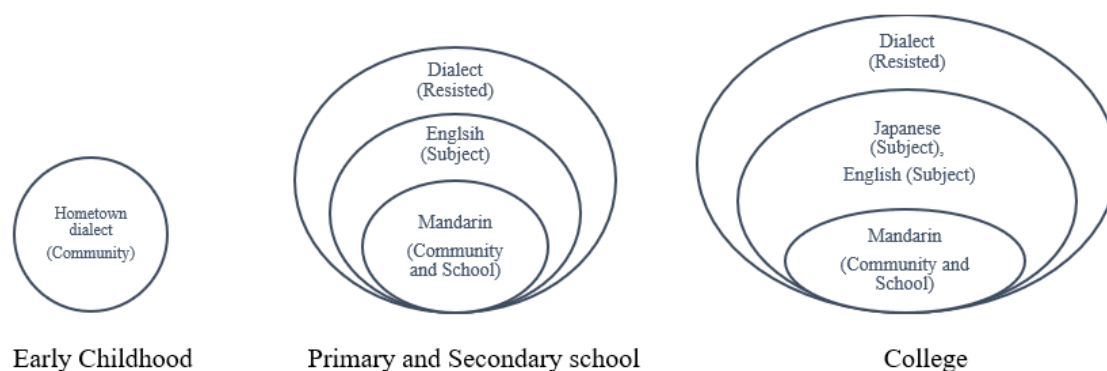 Hometown
dialect
(Community)
Early Childhood
Dialect
(Resisted)
Englsih
(Subject)
Mandarin
(Community
and School)
Primary and Secondary school
Dialect
(Resisted)
Japanese
(Subject),
English (Subject)
Mandarin
(Community and
School)
College